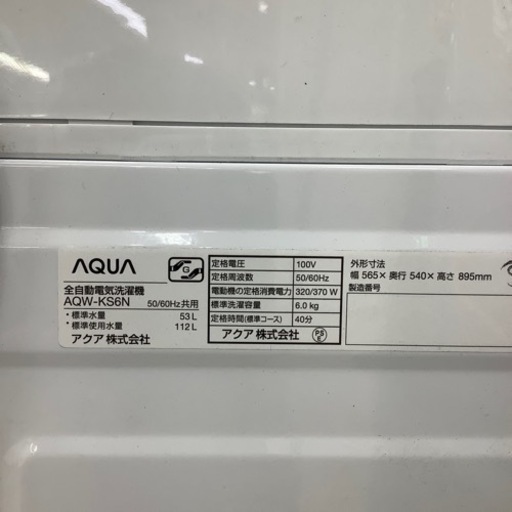 AQUA
全自動電気洗濯機
AQW-KS6N 50/60Hz共用
・標準水量 53L
・標準使用水量 112L
アクア 株式会社
G
定格電圧 100V
定格周波数 50/60Hz
電動機の定格消費電力 320/370 W
標準洗濯容量 6.0 kg
定格時間(標準コース) 40分
アクア 株式会社
PS
E
外形寸法
幅 565× 奥行 540× 高さ 895mm
製造番号